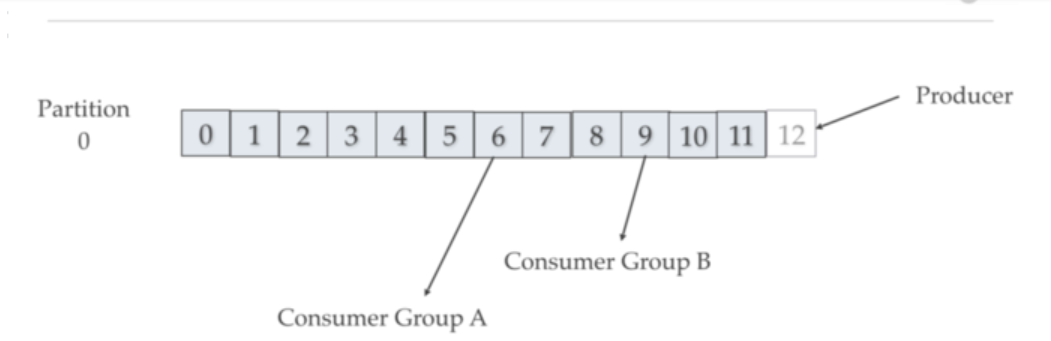 Producer
Partition
0
0 1 2 3 4 5 6 7 8 9 10 11 12
Consumer Group B
Consumer Group A